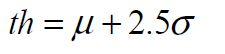 th = μ + 2.5σ